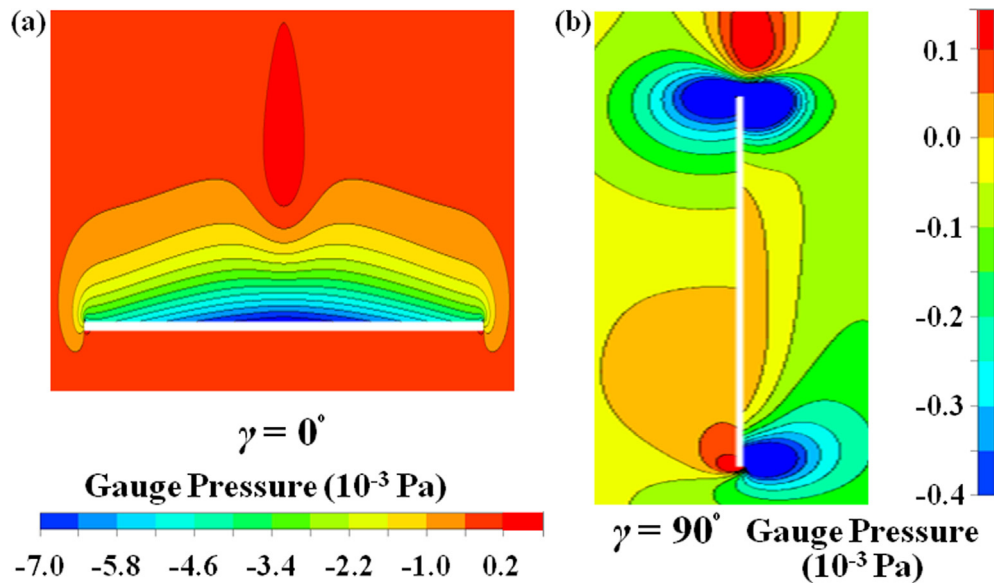 (a)
γ = 0°
Gauge Pressure (10⁻³ Pa)
-7.0 -5.8 -4.6 -3.4 -2.2 -1.0 0.2
(b)
0.1
0.0
-0.1
-0.2
-0.3
-0.4
γ = 90° Gauge Pressure
(10⁻³ Pa)